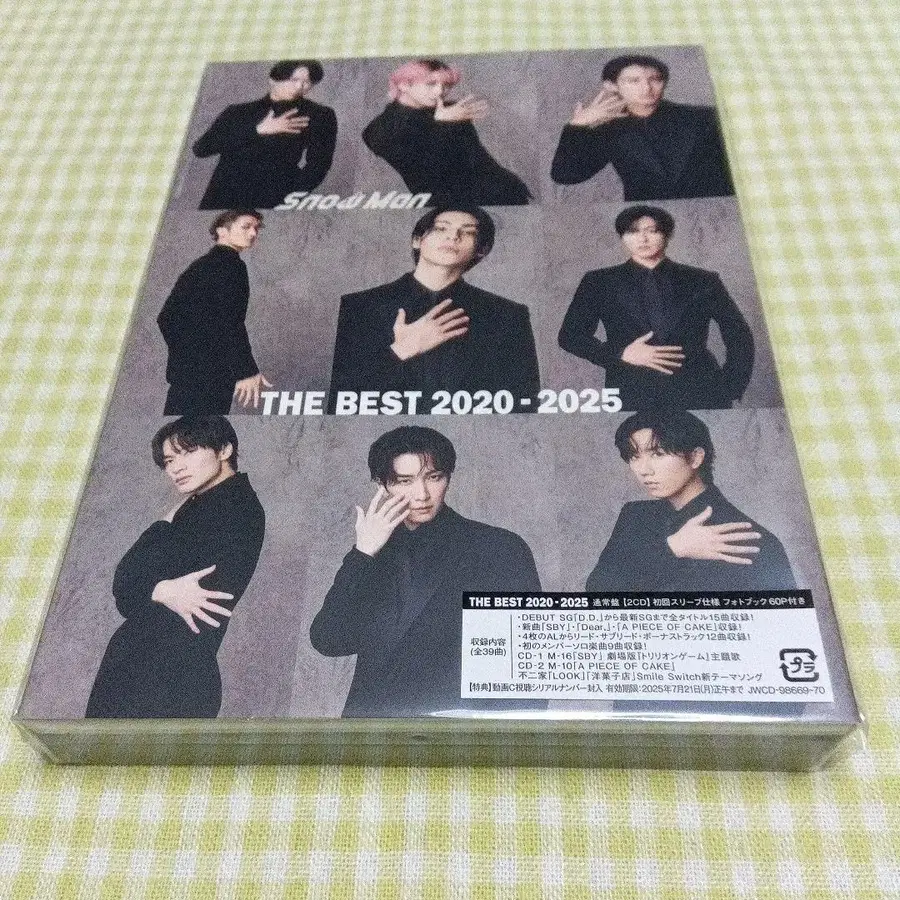 Snow Man
THE BEST 2020 - 2025
THE BEST 2020 - 2025 通常盤【2CD】初回スリーブ仕様 フォトブック 60P付き
収録内容
(全39曲)
・DEBUT SG「D.D.」から最新SGまで全タイトル15曲収録!
・新曲「SBY」・「Dear,」・「A PIECE OF CAKE」収録!
・4枚のALからリード・サブリード・ボーナストラック12曲収録!
・初のメンバーソロ楽曲9曲収録!
CD-1 M-16「SBY」 劇場版『トリリオンゲーム』主題歌
CD-2 M-10「A PIECE OF CAKE」
不二家「LOOK」「洋菓子店」Smile Switch新テーマソング
【特典】動画C視聴シリアルナンバー封入 有効期限:2025年7月21日(月)正午まで JWCD-98669~70
プラ